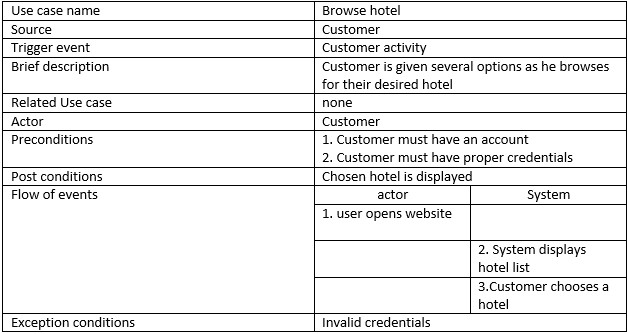 Use case name Browse hotel
Source Customer
Trigger event Customer activity
Brief description Customer is given several options as he browses
for their desired hotel
Related Use case none
Actor Customer
Preconditions 1. Customer must have an account
2. Customer must have proper credentials
Post conditions Chosen hotel is displayed
Flow of events actor System
1. user opens website
2. System displays
hotel list
3.Customer chooses a
hotel
Exception conditions Invalid credentials